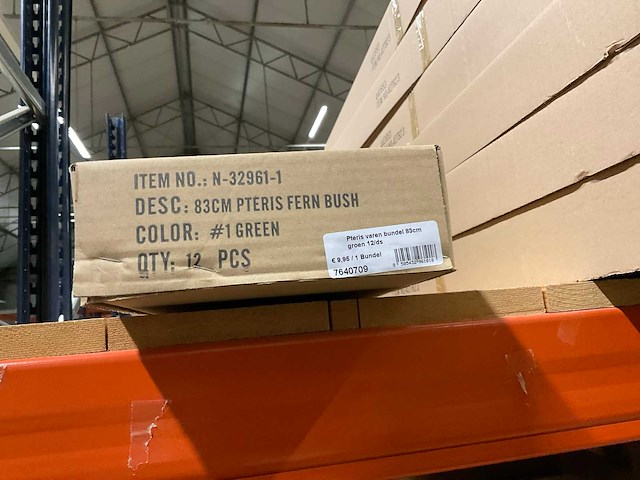 ITEM NO.: N-32961-1
DESC: 83CM PTERIS FERN BUSH
COLOR: #1 GREEN
QTY: 12 PCS
Pteris varen bundel 83cm
groen 12/ds
€ 9,95 / 1 Bundel
7640709